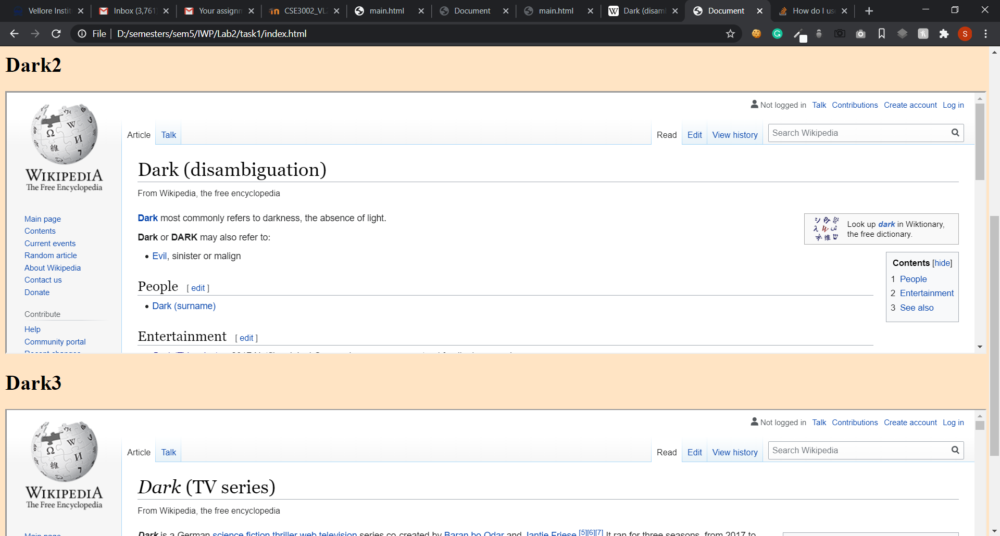 Vellore Instit
Inbox (3,761
Your assignm
CSE3002_VL
main.html
Document
main.html
Dark (disam
Document
How do I us
File D:/semesters/sem5/IWP/Lab2/task1/index.html
S
Dark2
Not logged in Talk Contributions Create account Log in
Article Talk Read Edit View history Search Wikipedia
WIKIPEDIA
The Free Encyclopedia
Main page
Contents
Current events
Random article
About Wikipedia
Contact us
Donate
Contribute
Help
Community portal
Recent changes
Dark (disambiguation)
From Wikipedia, the free encyclopedia
Dark most commonly refers to darkness, the absence of light.
Dark or DARK may also refer to:
• Evil, sinister or malign
Look up dark in Wiktionary,
the free dictionary.
Contents [hide]
1 People
2 Entertainment
3 See also
People [ edit ]
• Dark (surname)
Entertainment [ edit ]
Dark3
Not logged in Talk Contributions Create account Log in
Article Talk Read Edit View history Search Wikipedia
WIKIPEDIA
The Free Encyclopedia
Main page
Dark (TV series)
From Wikipedia, the free encyclopedia
Dark is a German science fiction thriller web television series co-created by Baran bo Odar and Jantje Friese.[5][6][7] It ran for three seasons, from 2017 to